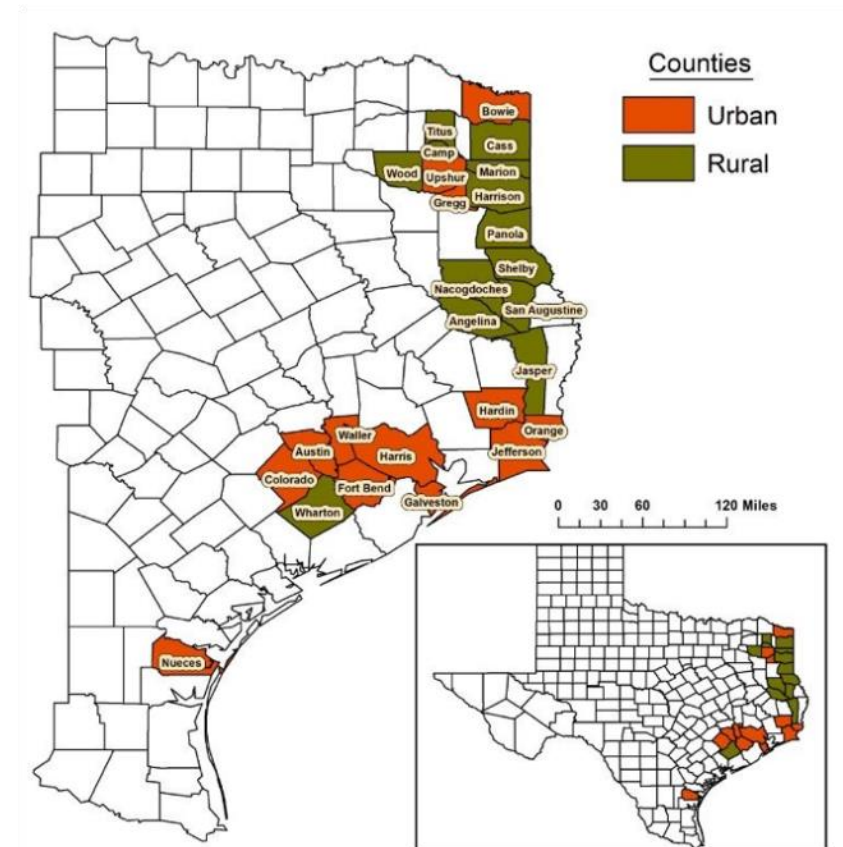 Counties
Urban
Rural
Bowie
Titus
Cass
Camp
Wood
Upshur
Marion
Harrison
Gregg
Panola
Shelby
Nacogdoches
San Augustine
Angelina
Jasper
Hardin
Orange
Waller
Austin
Harris
Jefferson
Colorado
Fort Bend
Galveston
Wharton
0 30 60 120 Miles
Nueces